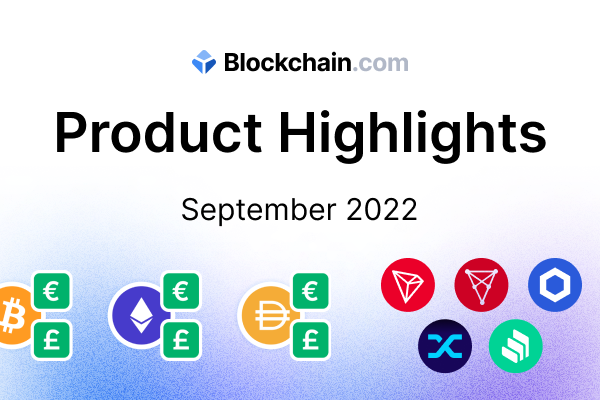 Blockchain.com
Product Highlights
September 2022
€ € €
£ £ £